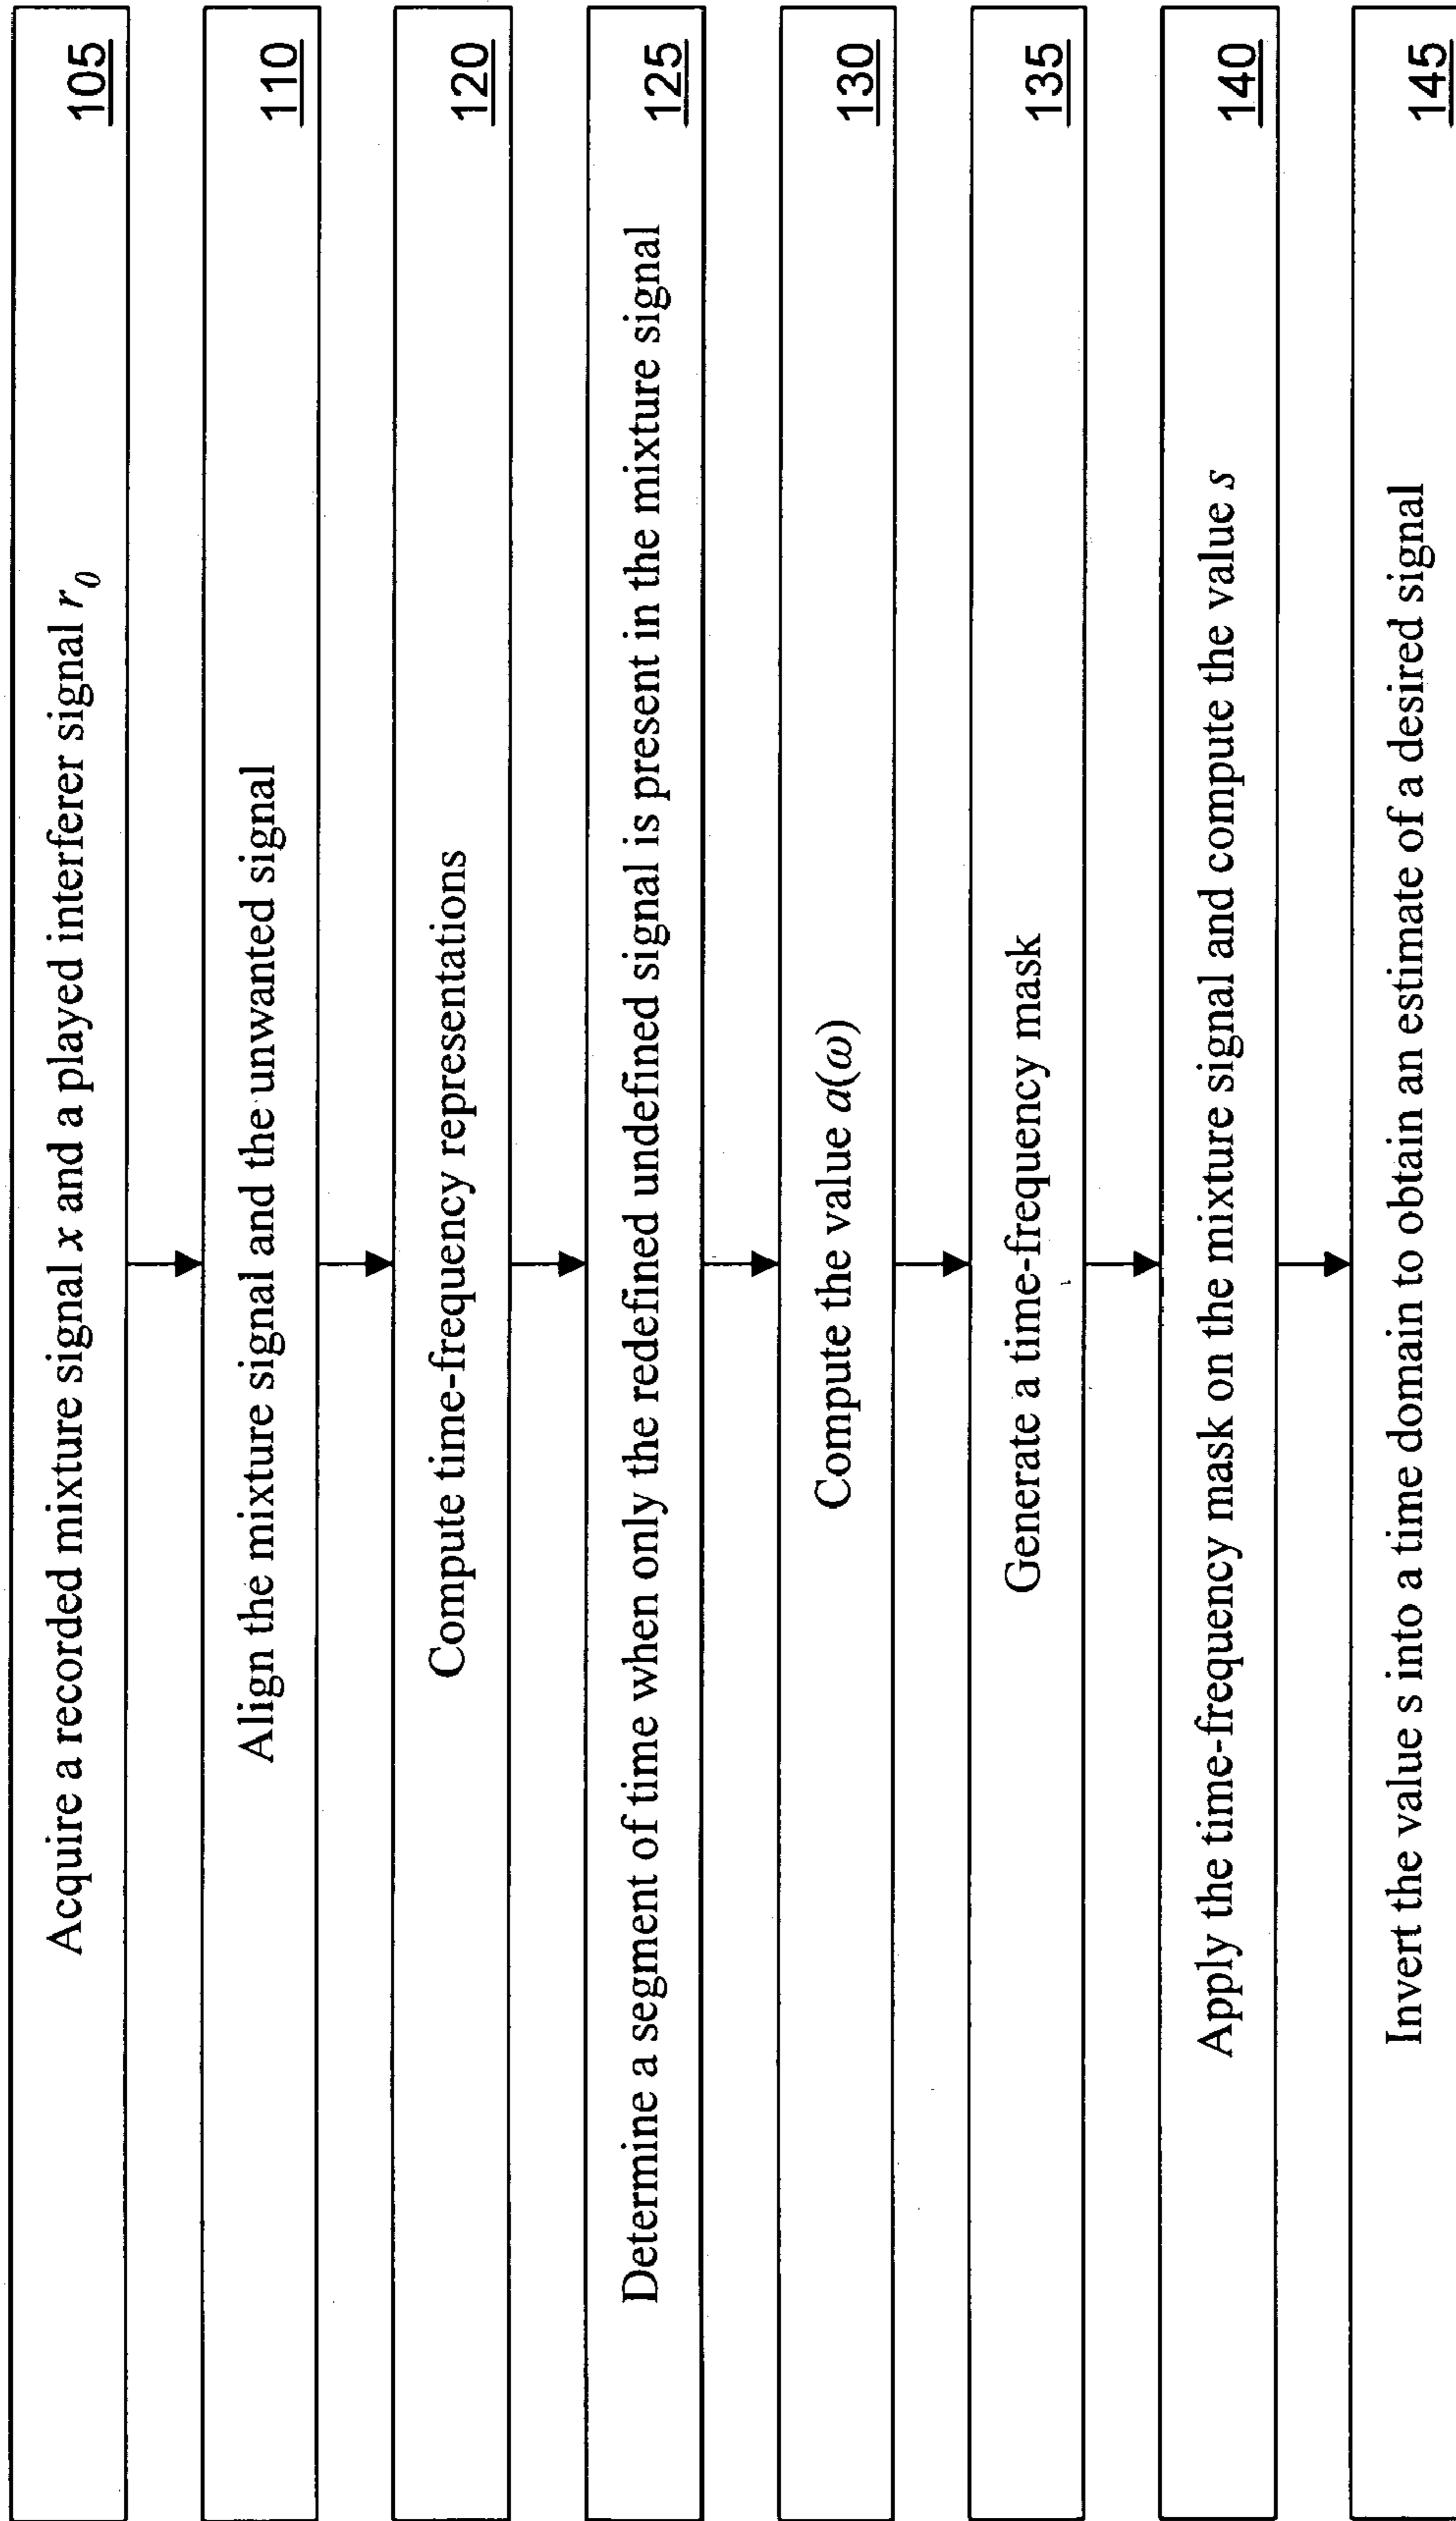 Acquire a recorded mixture signal x and a played interferer signal r0
105
Align the mixture signal and the unwanted signal
110
Compute time-frequency representations
120
Determine a segment of time when only the redefined undefined signal is present in the mixture signal
125
Compute the value a(ω)
130
Generate a time-frequency mask
135
Apply the time-frequency mask on the mixture signal and compute the value s
140
Invert the value s into a time domain to obtain an estimate of a desired signal
145